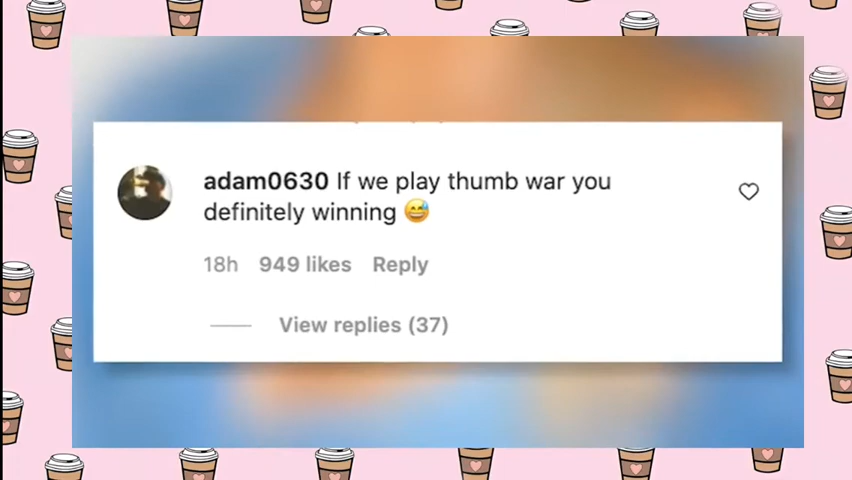 adam0630 If we play thumb war you
definitely winning 😅
18h 949 likes Reply
View replies (37)